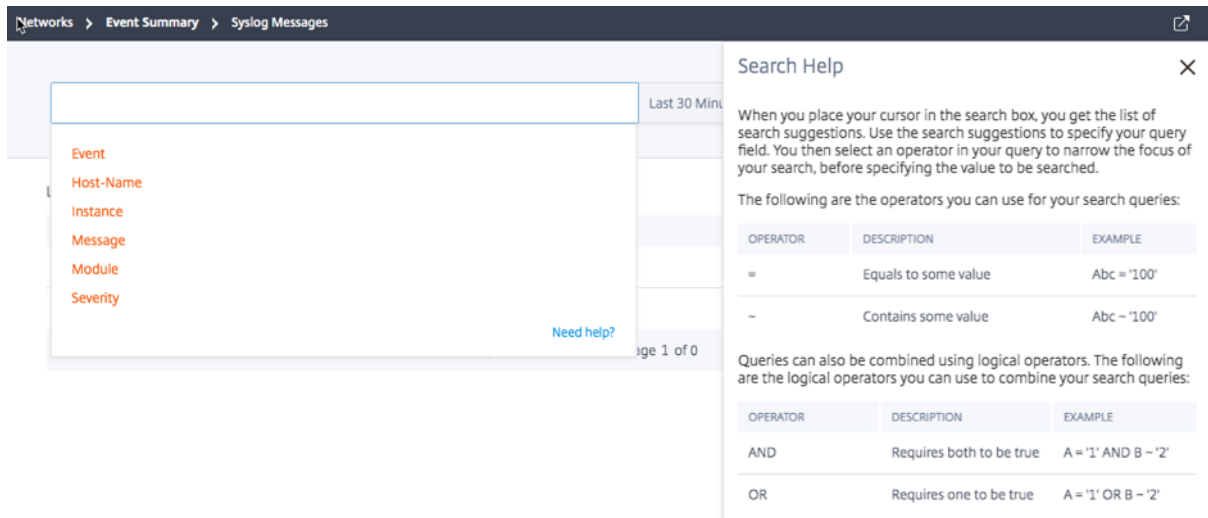 Networks > Event Summary > Syslog Messages
Last 30 Minu
Event
Host-Name
Instance
Message
Module
Severity
Need help?
age 1 of 0
Search Help
When you place your cursor in the search box, you get the list of
search suggestions. Use the search suggestions to specify your query
field. You then select an operator in your query to narrow the focus of
your search, before specifying the value to be searched.
The following are the operators you can use for your search queries:
OPERATOR DESCRIPTION EXAMPLE
= Equals to some value Abc = '100'
~ Contains some value Abc ~ '100'
Queries can also be combined using logical operators. The following
are the logical operators you can use to combine your search queries:
OPERATOR DESCRIPTION EXAMPLE
AND Requires both to be true A = '1' AND B ~ '2'
OR Requires one to be true A = '1' OR B ~ '2'